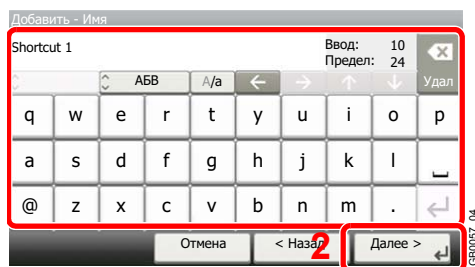 Добавить - Имя
Shortcut 1
Ввод: 10
Предел: 24
АБВ A/a Удал
q w e r t y u i o p
a s d f g h j k l
@ z x c v b n m .
Отмена < Назад 2 Далее >
GB0057_04